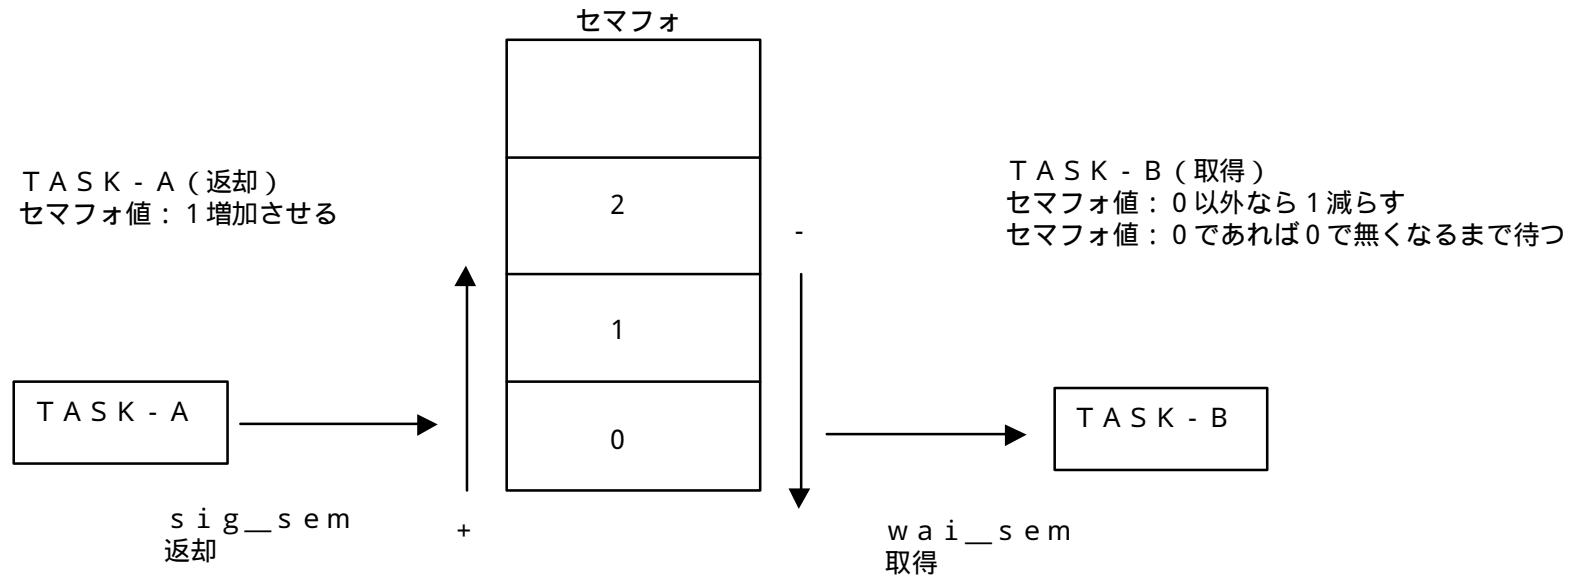 セマフォ
TASK-A(返却)
セマフォ値:1増加させる
TASK-B(取得)
セマフォ値:0以外なら1減らす
セマフォ値:0であれば0で無くなるまで待つ
2
-
1
TASK-A
0
TASK-B
sig_sem
返却
+
wai_sem
取得